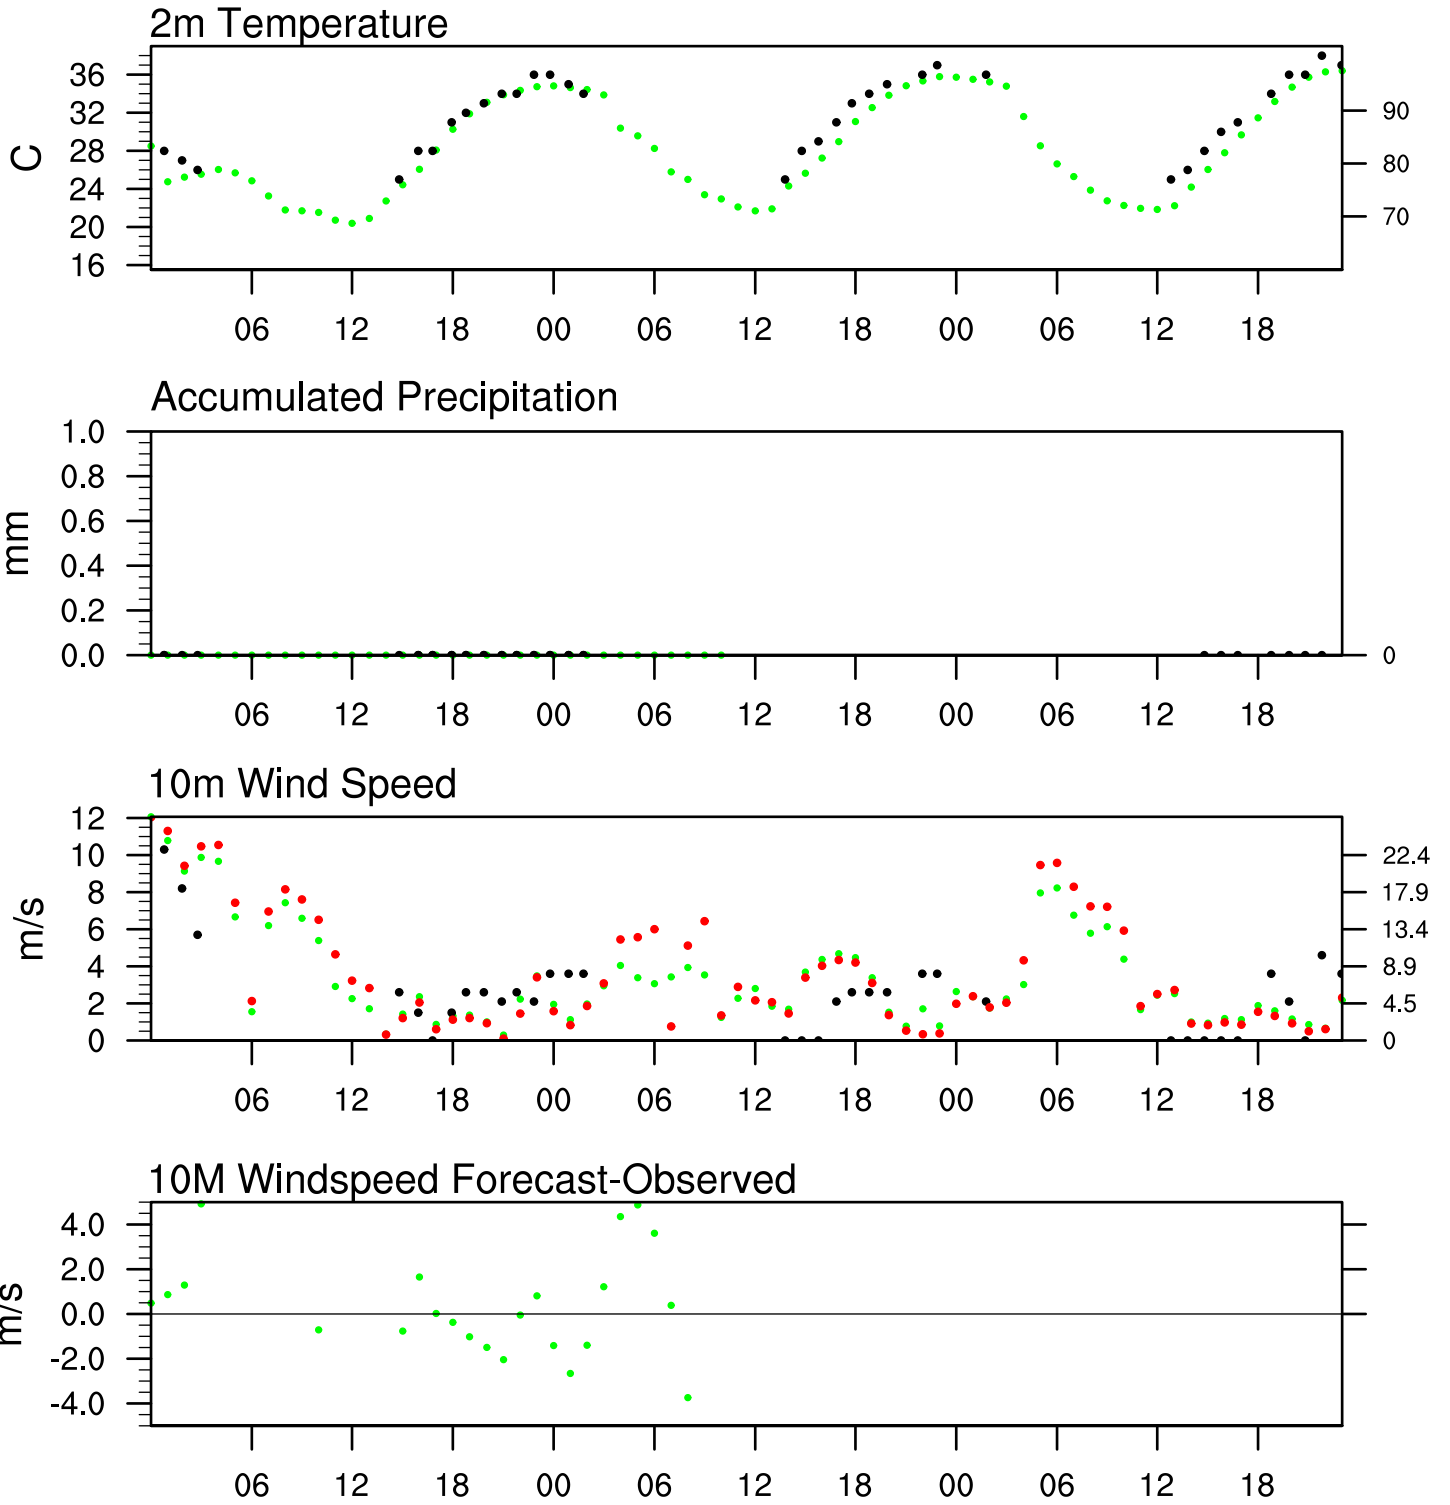 2m Temperature
36
32
28
24
20
16
C
90
80
70
06 12 18 00 06 12 18 00 06 12 18
Accumulated Precipitation
1.0
0.8
0.6
0.4
0.2
0.0
mm
0
06 12 18 00 06 12 18 00 06 12 18
10m Wind Speed
12
10
8
6
4
2
0
m/s
22.4
17.9
13.4
8.9
4.5
0
06 12 18 00 06 12 18 00 06 12 18
10M Windspeed Forecast-Observed
4.0
2.0
0.0
-2.0
-4.0
m/s
06 12 18 00 06 12 18 00 06 12 18